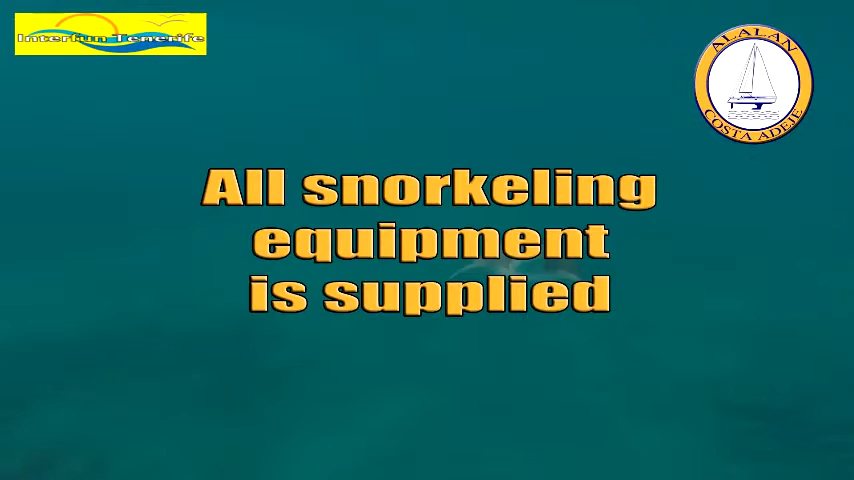 Interfun Tenerife
ALALAN
COSTA ADEJE
All snorkeling
equipment
is supplied